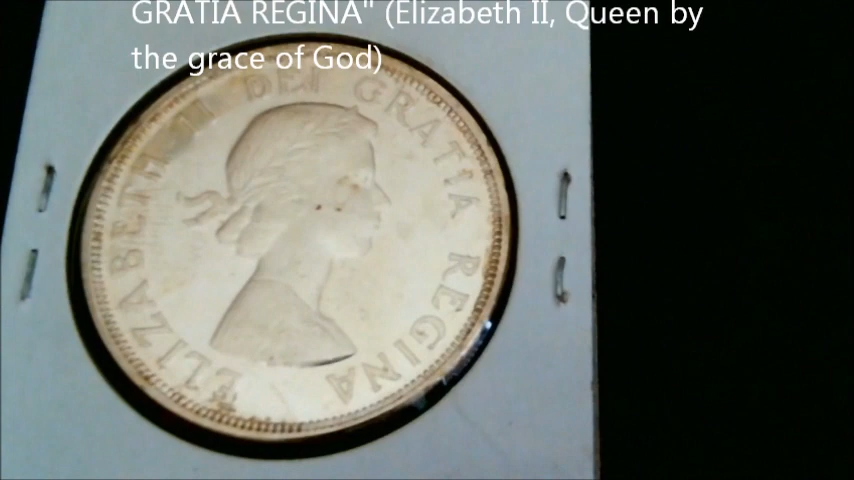 GRATIA REGINA" (Elizabeth II, Queen by
the grace of God)
ELIZABETH II DEI GRATIA REGINA